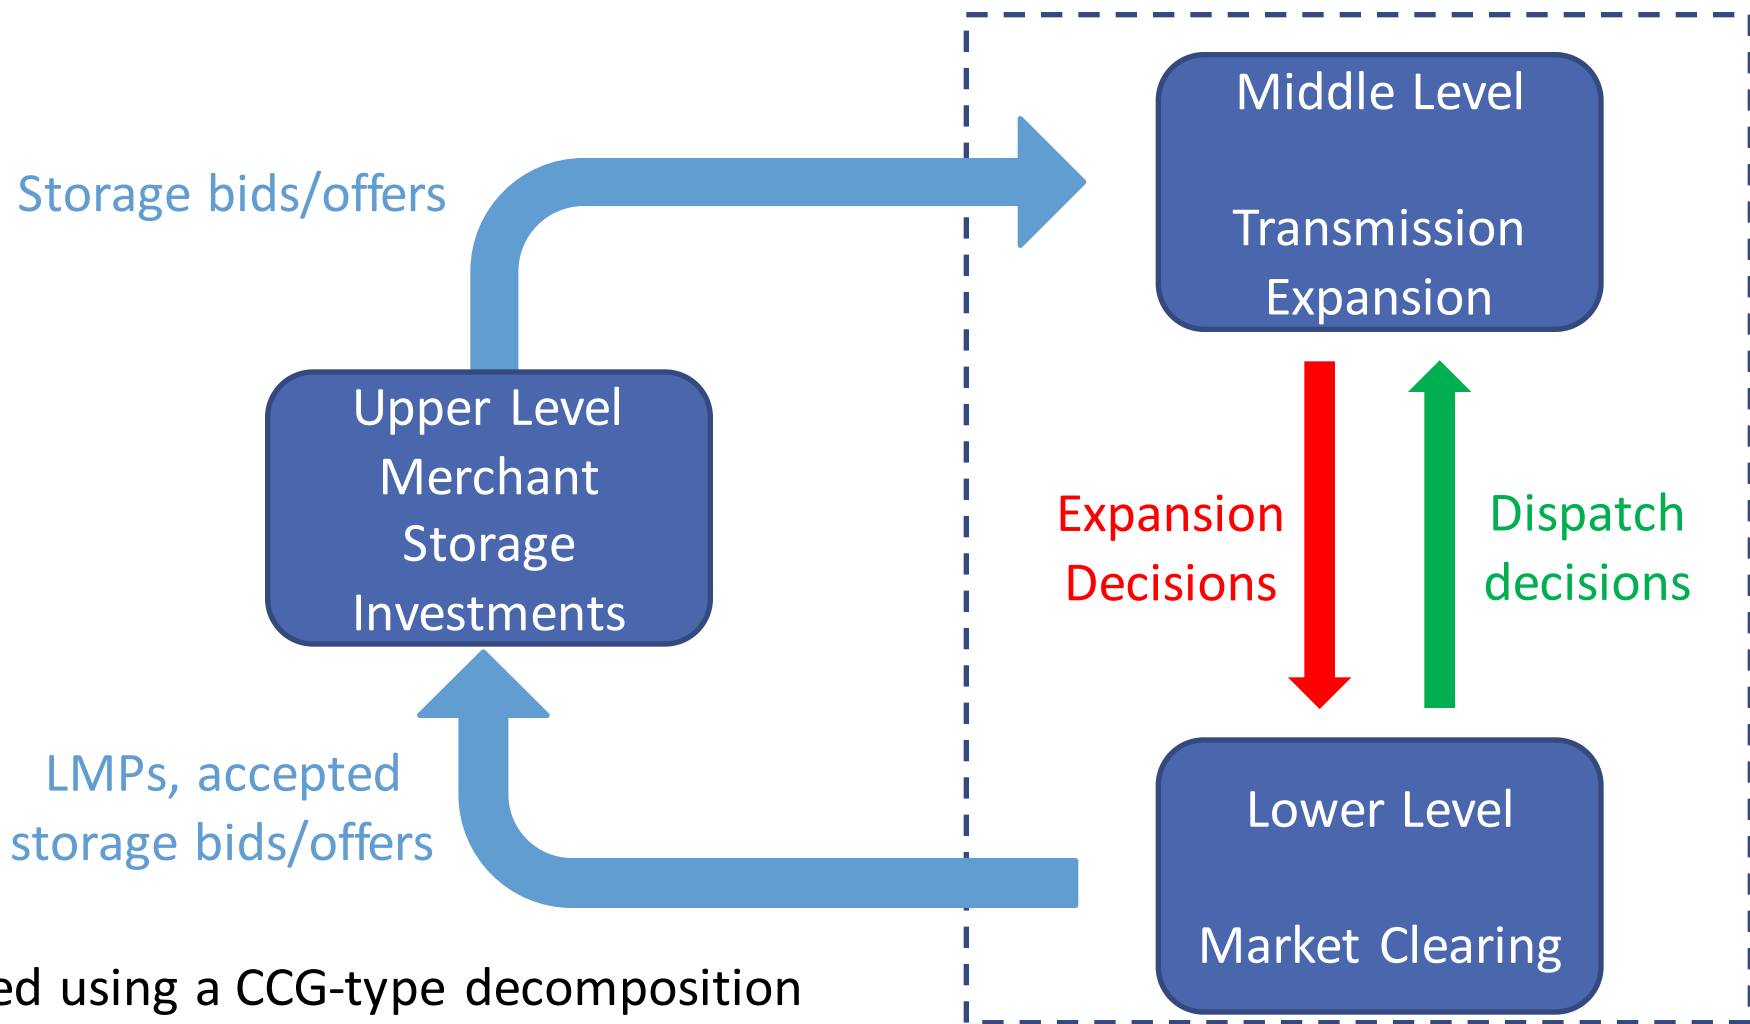 Storage bids/offers
Middle Level
Transmission
Expansion
Upper Level
Merchant
Storage
Investments
Expansion
Decisions
Dispatch
decisions
LMPs, accepted
storage bids/offers
Lower Level
Market Clearing
using a CCG-type decomposition